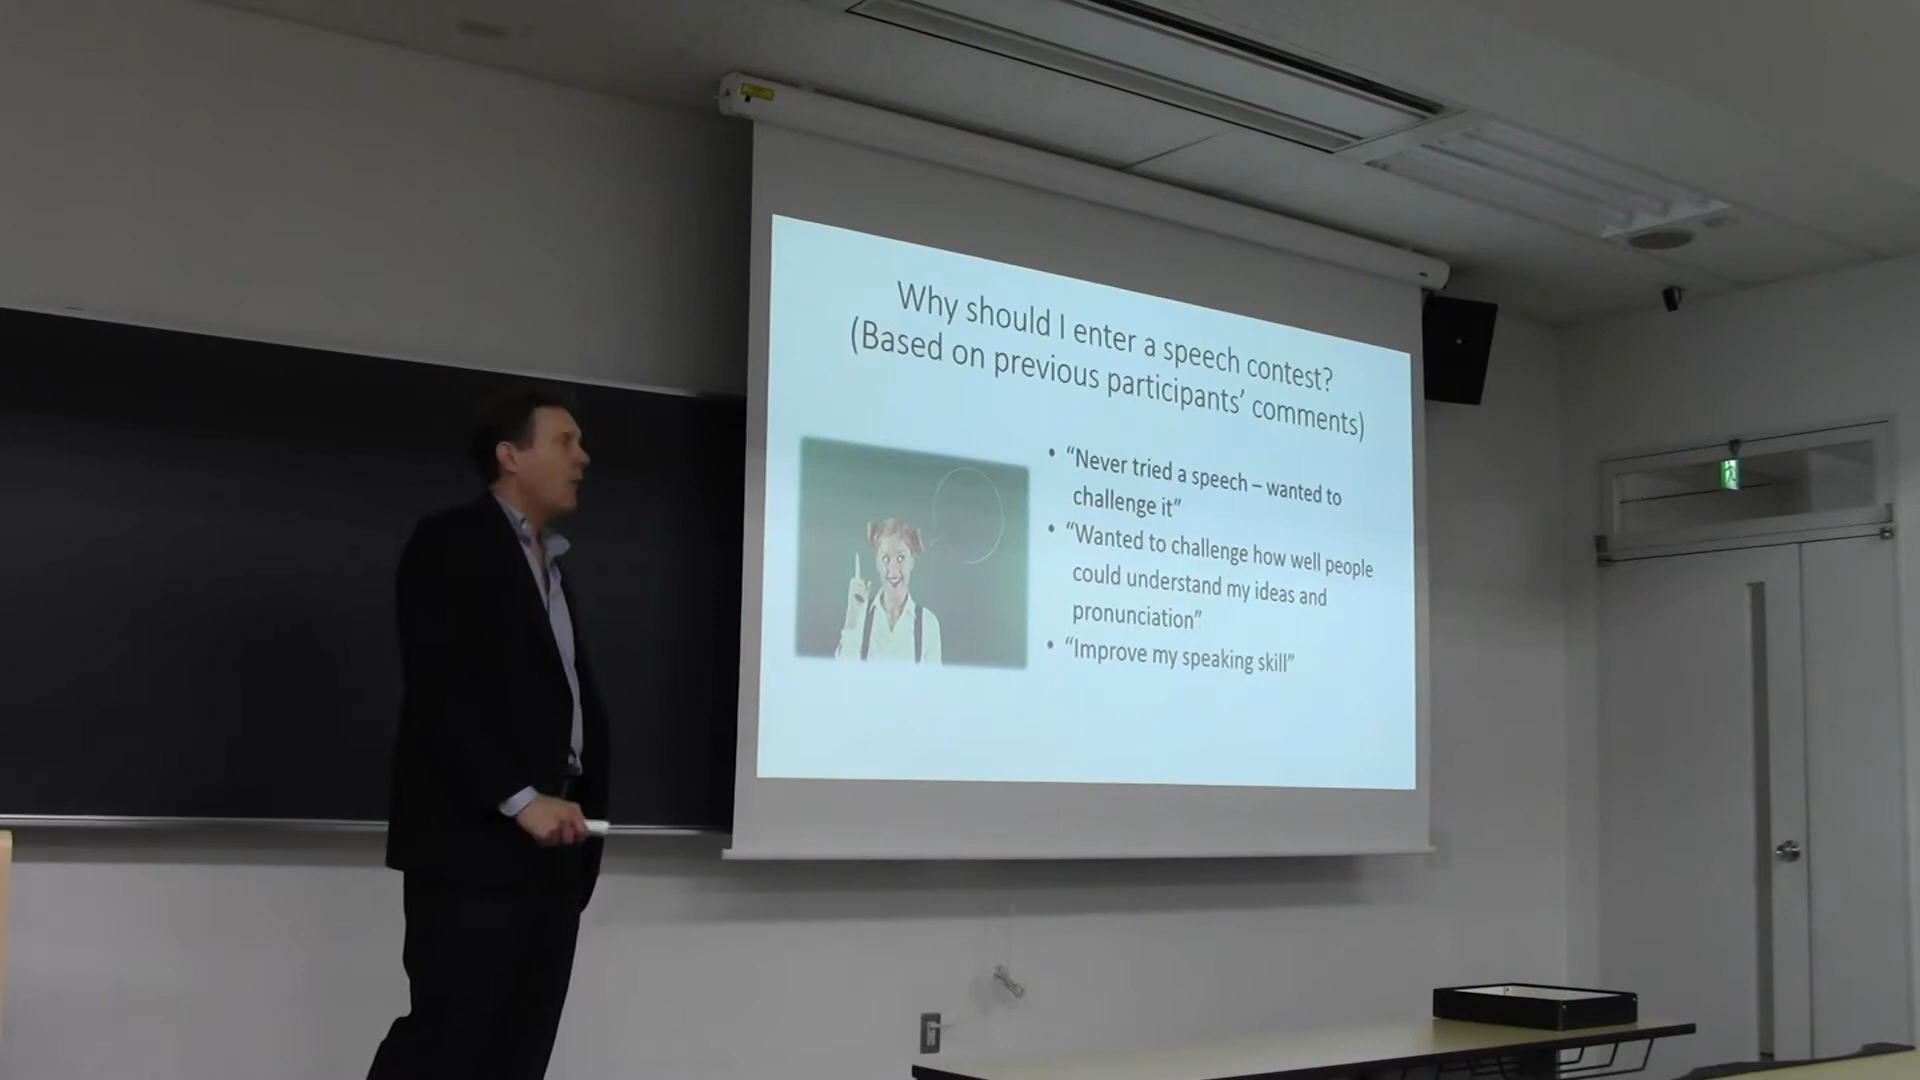 Why should I enter a speech contest?
(Based on previous participants’ comments)
• “Never tried a speech – wanted to
challenge it”
• “Wanted to challenge how well people
could understand my ideas and
pronunciation”
• “Improve my speaking skill”